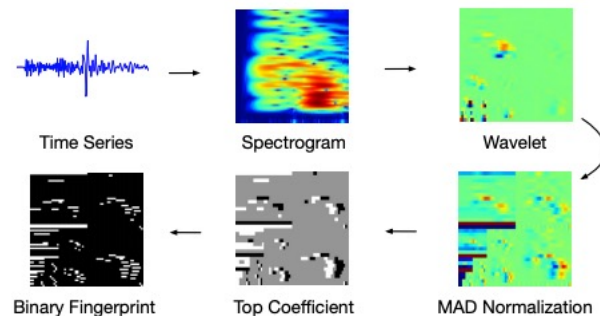 Time Series
Spectrogram
Wavelet
Binary Fingerprint
Top Coefficient
MAD Normalization